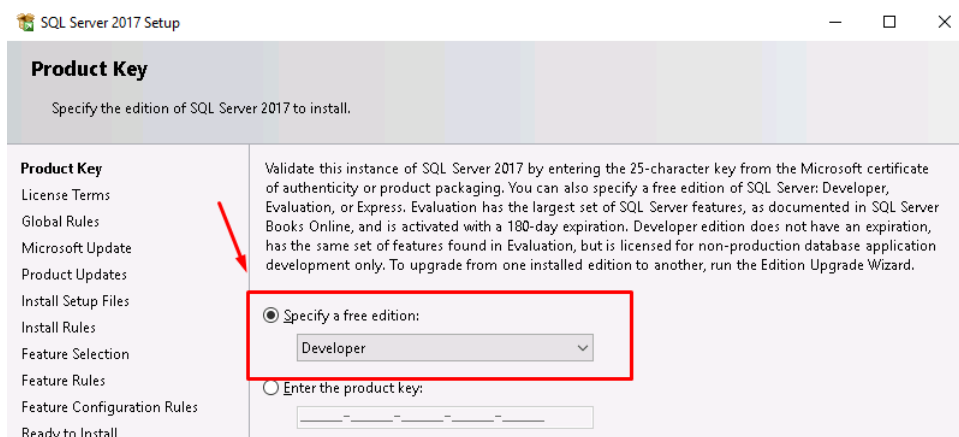 SQL Server 2017 Setup
Product Key
Specify the edition of SQL Server 2017 to install.
Product Key
License Terms
Global Rules
Microsoft Update
Product Updates
Install Setup Files
Install Rules
Feature Selection
Feature Rules
Feature Configuration Rules
Ready to Install
Validate this instance of SQL Server 2017 by entering the 25-character key from the Microsoft certificate
of authenticity or product packaging. You can also specify a free edition of SQL Server: Developer,
Evaluation, or Express. Evaluation has the largest set of SQL Server features, as documented in SQL Server
Books Online, and is activated with a 180-day expiration. Developer edition does not have an expiration,
has the same set of features found in Evaluation, but is licensed for non-production database application
development only. To upgrade from one installed edition to another, run the Edition Upgrade Wizard.
Specify a free edition:
Developer
Enter the product key:
_____-_____-_____-_____-_____